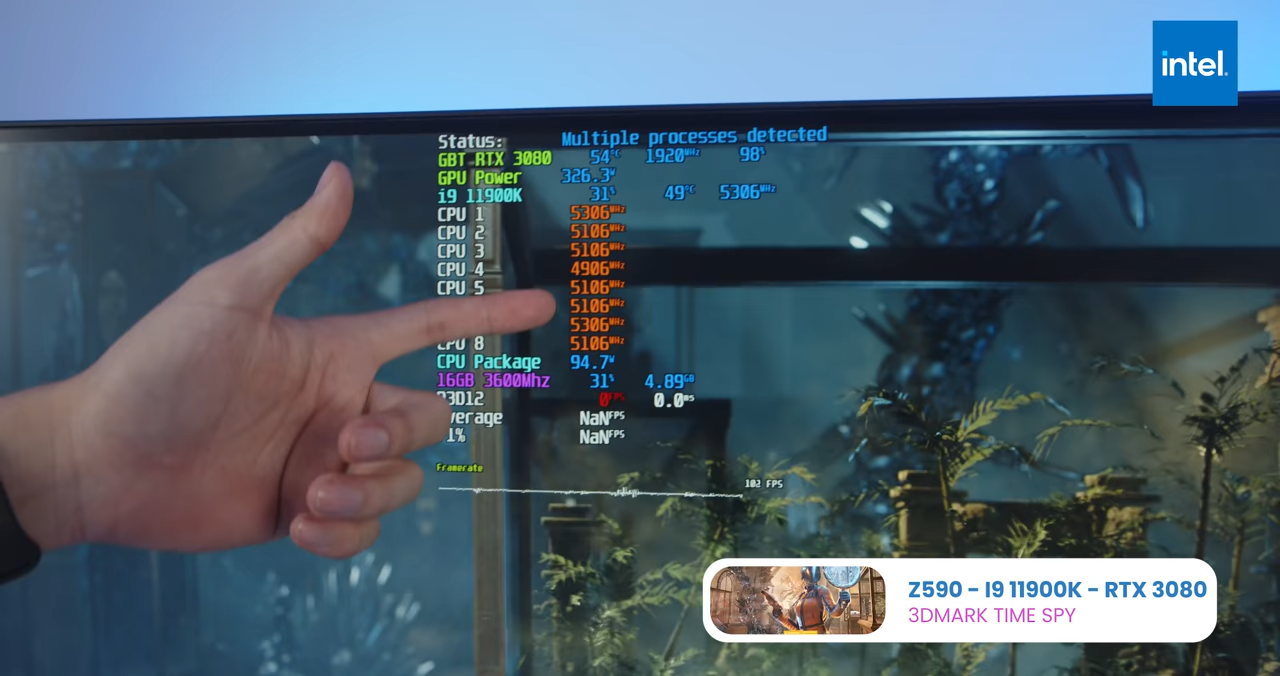 intel.
Status: Multiple processes detected
GBT RTX 3080 54°C 1920MHz 98%
GPU Power 326.3W
i9 11900K 31% 49°C 5306MHz
CPU 1 5306MHz
CPU 2 5106MHz
CPU 3 5106MHz
CPU 4 4906MHz
CPU 5 5106MHz
5106MHz
5306MHz
CPU 8 5106MHz
CPU Package 94.7W
16GB 3600Mhz 31% 4.89GB
D3D12 0FPS 0.0ms
verage NaNFPS
1% NaNFPS
Framerate
102 FPS
Z590 - I9 11900K - RTX 3080
3DMARK TIME SPY